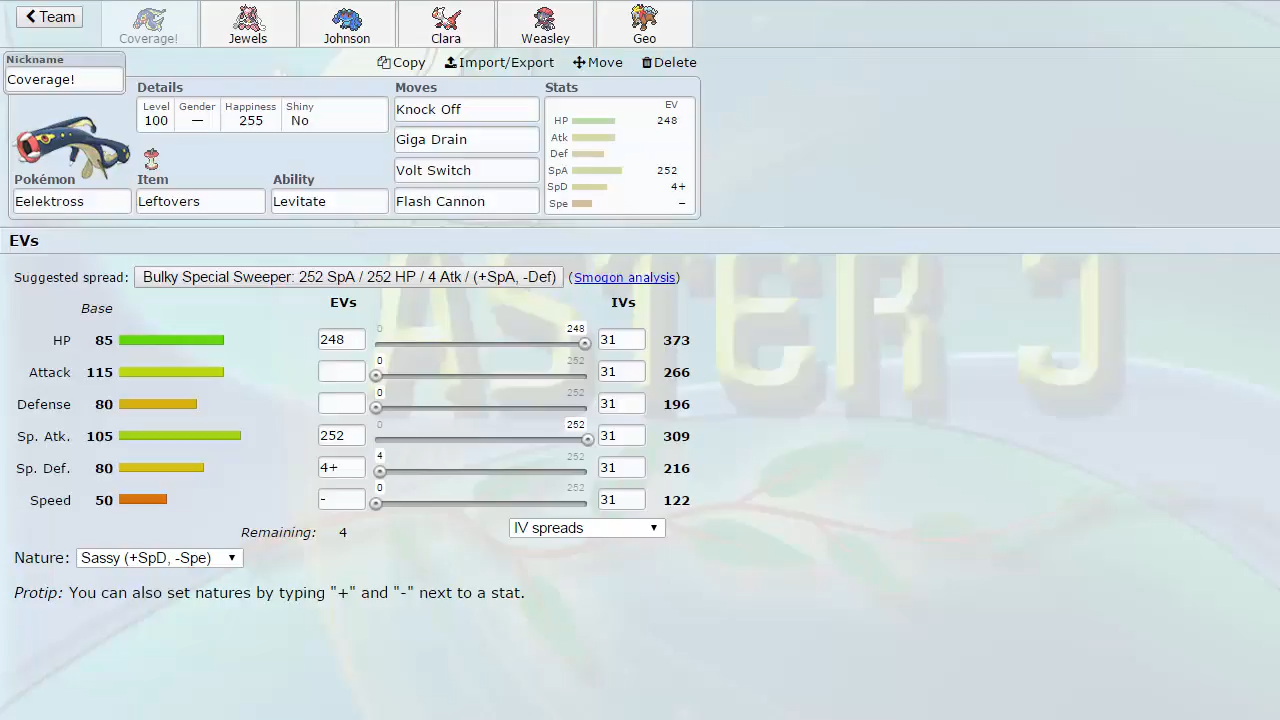 Team
Coverage!
Jewels
Johnson
Clara
Weasley
Geo
Copy Import/Export Move Delete
Nickname
Coverage!
Details
Level Gender Happiness Shiny
100 — 255 No
Pokémon Item Ability
Eelektross Leftovers Levitate
Moves
Knock Off
Giga Drain
Volt Switch
Flash Cannon
Stats
EV
HP 248
Atk
Def
SpA 252
SpD 4+
Spe −
EVs
Suggested spread: Bulky Special Sweeper: 252 SpA / 252 HP / 4 Atk / (+SpA, -Def) (Smogon analysis)
Base EVs IVs
HP 85 248 0 248 31 373
Attack 115 0 252 31 266
Defense 80 0 252 31 196
Sp. Atk. 105 252 0 252 31 309
Sp. Def. 80 4+ 4 252 31 216
Speed 50 - 0 252 31 122
Remaining: 4 IV spreads
Nature: Sassy (+SpD, -Spe)
Protip: You can also set natures by typing "+" and "-" next to a stat.